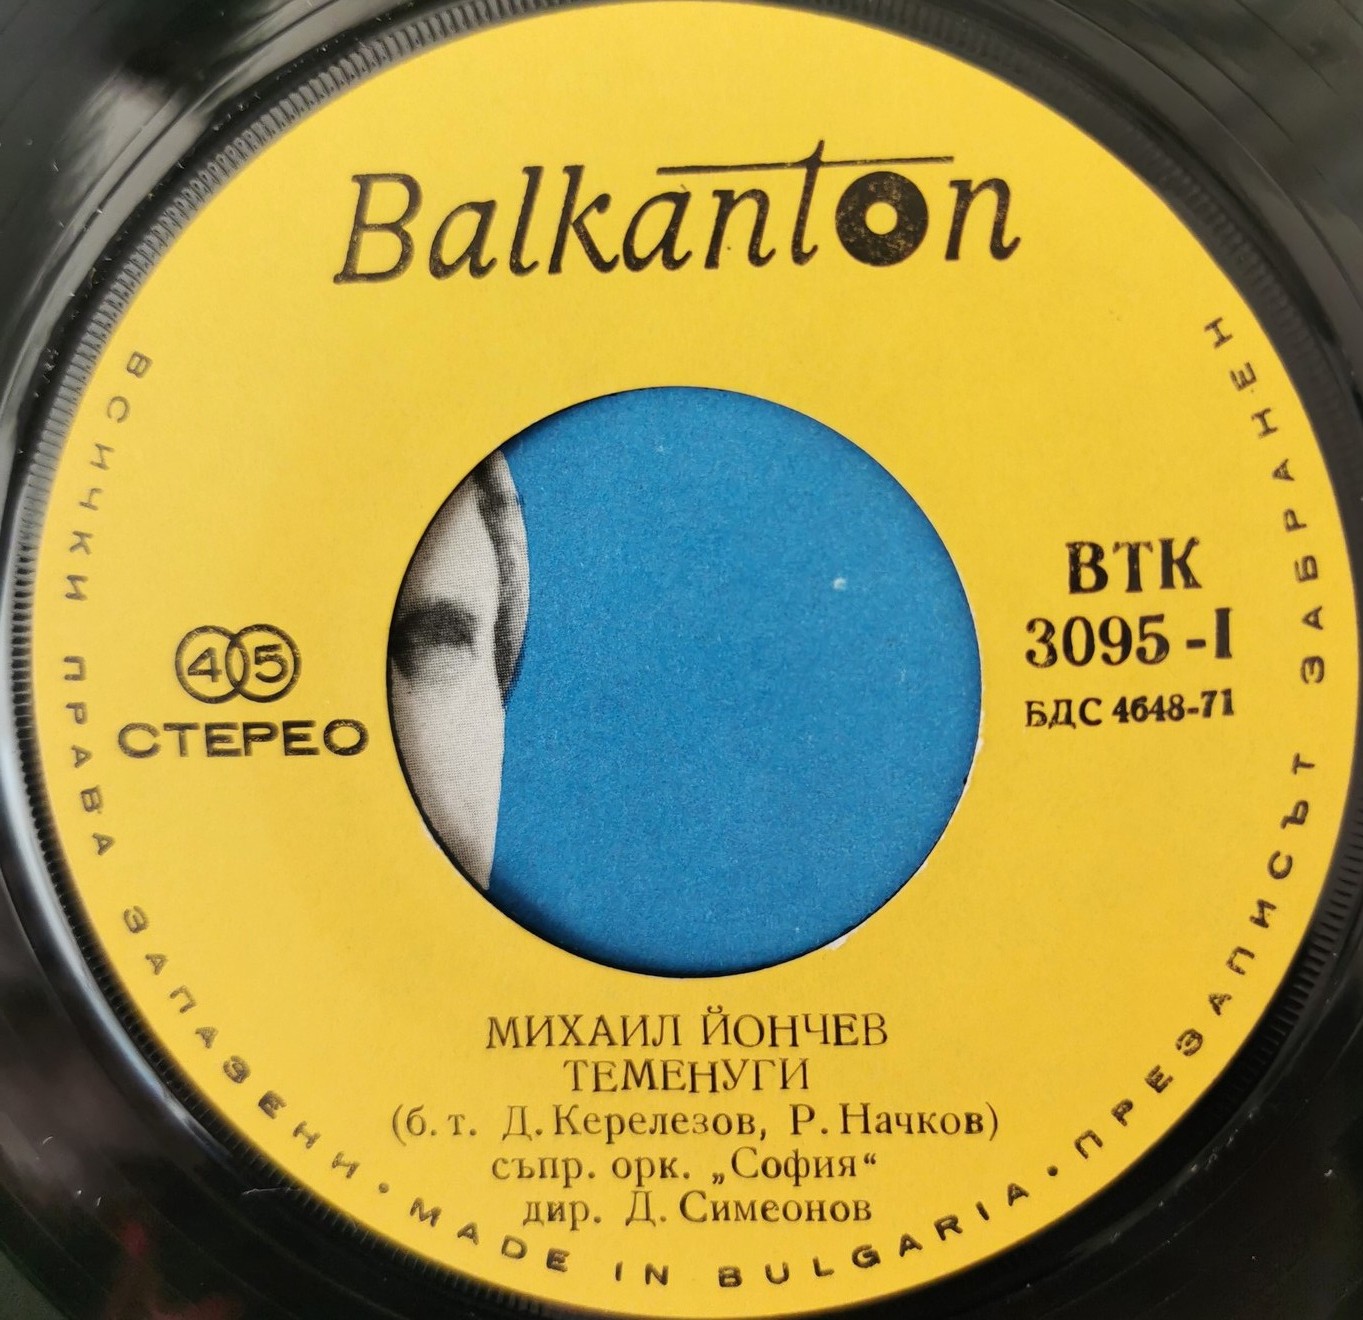 Balkanton
45
СТЕРЕО
ВТК
3095-I
БДС 4648-71
МИХАИЛ ЙОНЧЕВ
ТЕМЕНУГИ
(б. т. Д. Керелезов, Р. Начков)
съпр. орк. „София“
дир. Д. Симеонов
ВСИЧКИ ПРАВА ЗАПАЗЕНИ • MADE IN BULGARIA • ПРЕЗАПИСЪТ ЗАБРАНЕН